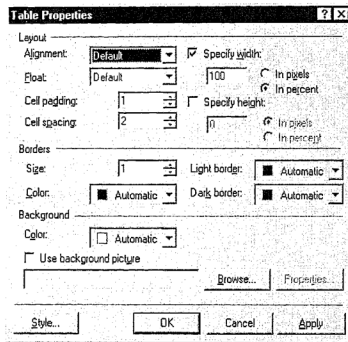 Table Properties
Layout
Alignment: Default Specify width:
Float: Default 100 In pixels
In percent
Cell padding: 1 Specify height:
Cell spacing: 2 0 In pixels
In percent
Borders
Size: 1 Light border: Automatic
Color: Automatic Dark border: Automatic
Background
Color: Automatic
Use background picture
Browse... Properties...
Style... OK Cancel Apply